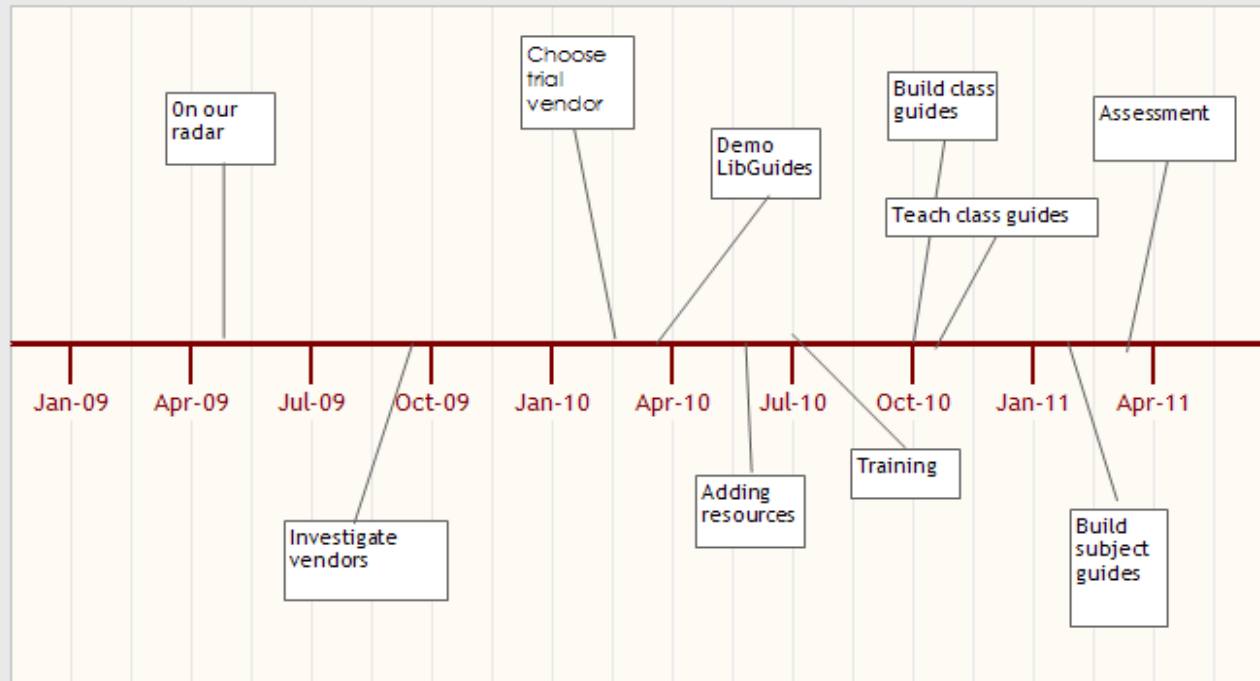 Choose
trial
vendor
On our
radar
Build class
guides
Assessment
Demo
LibGuides
Teach class guides
Jan-09
Apr-09
Jul-09
Oct-09
Jan-10
Apr-10
Jul-10
Oct-10
Jan-11
Apr-11
Training
Adding
resources
Investigate
vendors
Build
subject
guides